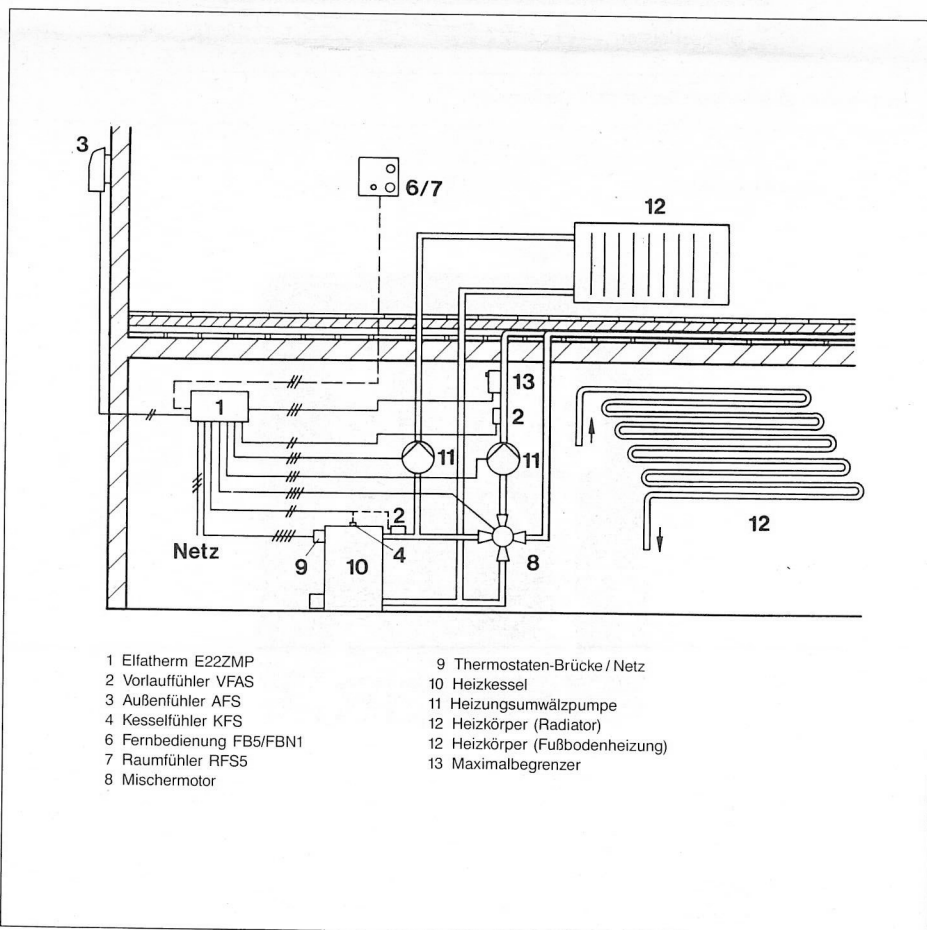 3
6/7
12
13
1
2
11
11
2
12
Netz
9
10
4
8
1 Elfatherm E22ZMP
2 Vorlauffühler VFAS
3 Außenfühler AFS
4 Kesselfühler KFS
6 Fernbedienung FB5/FBN1
7 Raumfühler RFS5
8 Mischermotor
9 Thermostaten-Brücke / Netz
10 Heizkessel
11 Heizungsumwälzpumpe
12 Heizkörper (Radiator)
12 Heizkörper (Fußbodenheizung)
13 Maximalbegrenzer